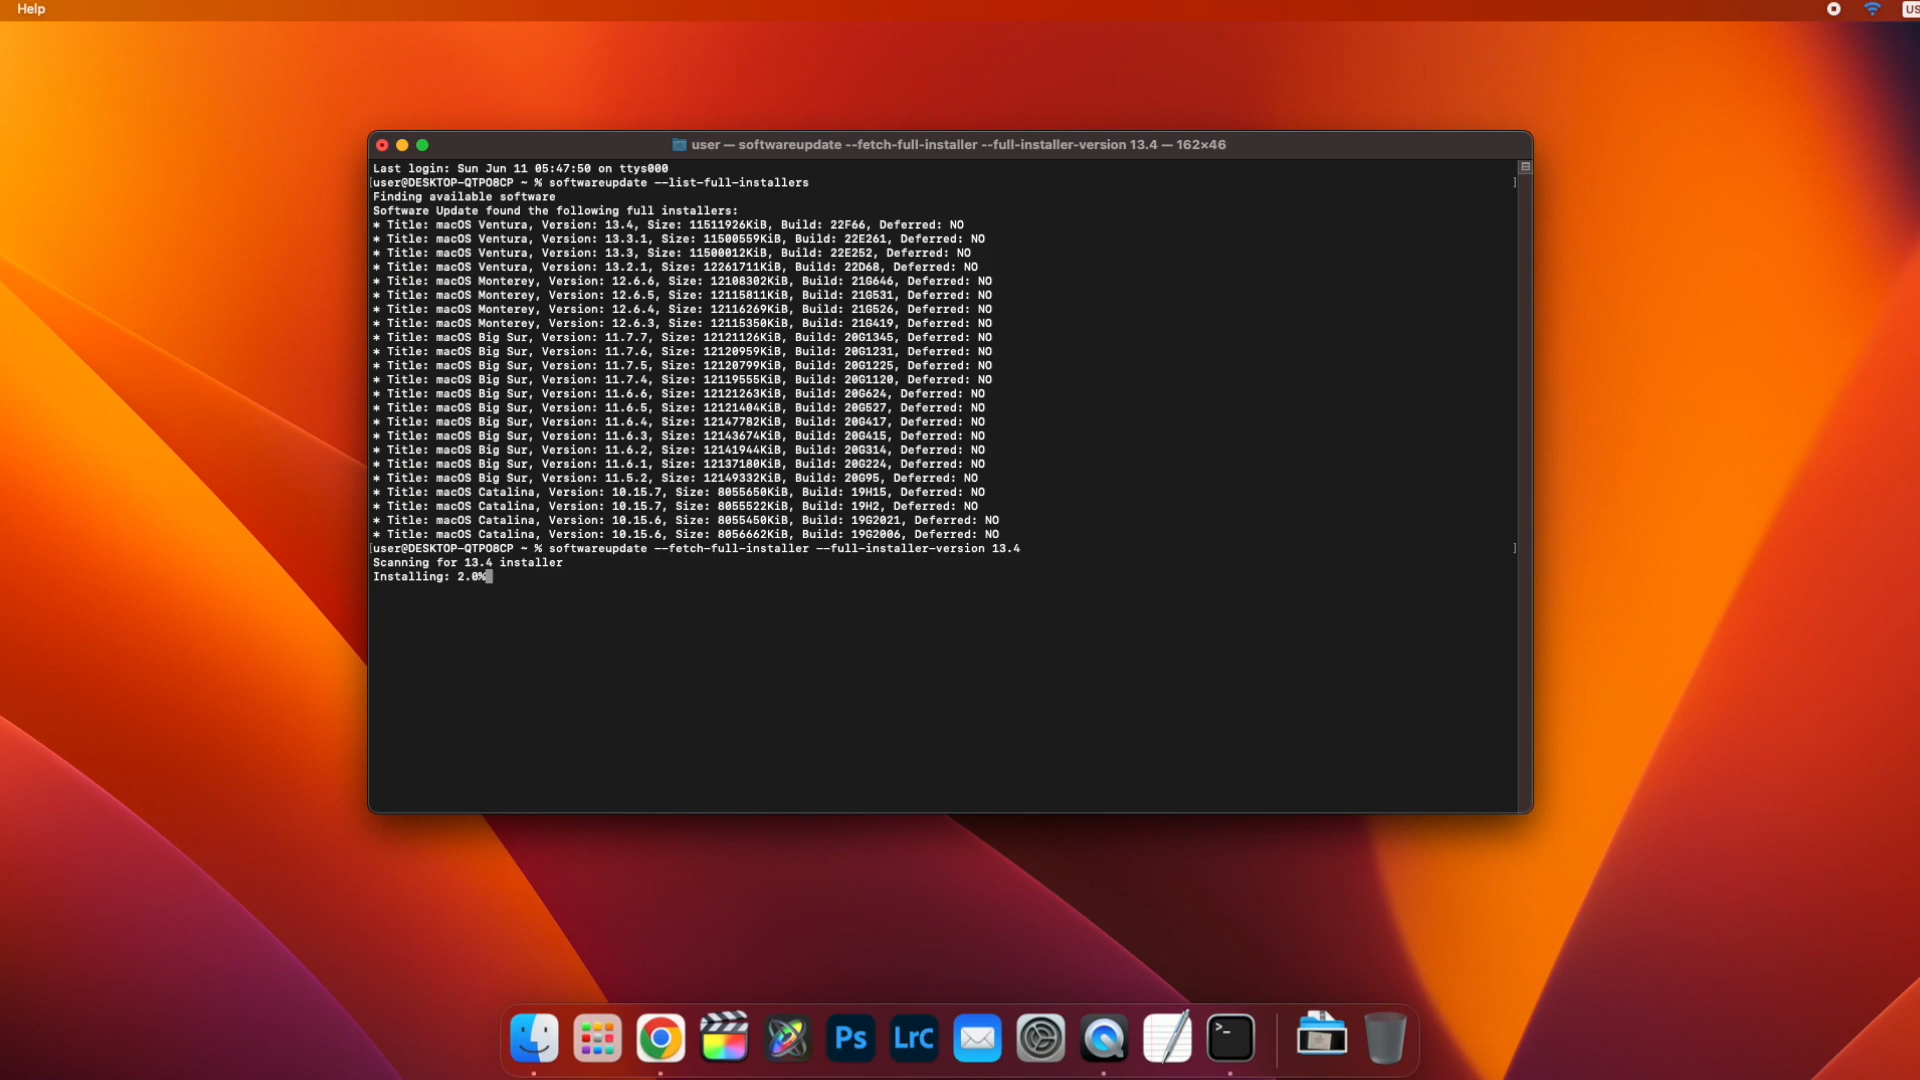 Help
US
user — softwareupdate --fetch-full-installer --full-installer-version 13.4 — 162×46
Last login: Sun Jun 11 05:47:50 on ttys000
[user@DESKTOP-QTPO8CP ~ % softwareupdate --list-full-installers ]
Finding available software
Software Update found the following full installers:
* Title: macOS Ventura, Version: 13.4, Size: 11511926KiB, Build: 22F66, Deferred: NO
* Title: macOS Ventura, Version: 13.3.1, Size: 11500559KiB, Build: 22E261, Deferred: NO
* Title: macOS Ventura, Version: 13.3, Size: 11500012KiB, Build: 22E252, Deferred: NO
* Title: macOS Ventura, Version: 13.2.1, Size: 12261711KiB, Build: 22D68, Deferred: NO
* Title: macOS Monterey, Version: 12.6.6, Size: 12108302KiB, Build: 21G646, Deferred: NO
* Title: macOS Monterey, Version: 12.6.5, Size: 12115811KiB, Build: 21G531, Deferred: NO
* Title: macOS Monterey, Version: 12.6.4, Size: 12116269KiB, Build: 21G526, Deferred: NO
* Title: macOS Monterey, Version: 12.6.3, Size: 12115350KiB, Build: 21G419, Deferred: NO
* Title: macOS Big Sur, Version: 11.7.7, Size: 12121126KiB, Build: 20G1345, Deferred: NO
* Title: macOS Big Sur, Version: 11.7.6, Size: 12120959KiB, Build: 20G1231, Deferred: NO
* Title: macOS Big Sur, Version: 11.7.5, Size: 12120799KiB, Build: 20G1225, Deferred: NO
* Title: macOS Big Sur, Version: 11.7.4, Size: 12119555KiB, Build: 20G1120, Deferred: NO
* Title: macOS Big Sur, Version: 11.6.6, Size: 12121263KiB, Build: 20G624, Deferred: NO
* Title: macOS Big Sur, Version: 11.6.5, Size: 12121404KiB, Build: 20G527, Deferred: NO
* Title: macOS Big Sur, Version: 11.6.4, Size: 12147782KiB, Build: 20G417, Deferred: NO
* Title: macOS Big Sur, Version: 11.6.3, Size: 12143674KiB, Build: 20G415, Deferred: NO
* Title: macOS Big Sur, Version: 11.6.2, Size: 12141944KiB, Build: 20G314, Deferred: NO
* Title: macOS Big Sur, Version: 11.6.1, Size: 12137180KiB, Build: 20G224, Deferred: NO
* Title: macOS Big Sur, Version: 11.5.2, Size: 12149332KiB, Build: 20G95, Deferred: NO
* Title: macOS Catalina, Version: 10.15.7, Size: 8055650KiB, Build: 19H15, Deferred: NO
* Title: macOS Catalina, Version: 10.15.7, Size: 8055522KiB, Build: 19H2, Deferred: NO
* Title: macOS Catalina, Version: 10.15.6, Size: 8055450KiB, Build: 19G2021, Deferred: NO
* Title: macOS Catalina, Version: 10.15.6, Size: 8056662KiB, Build: 19G2006, Deferred: NO
[user@DESKTOP-QTPO8CP ~ % softwareupdate --fetch-full-installer --full-installer-version 13.4 ]
Scanning for 13.4 installer
Installing: 2.0%
Ps
LrC
>_